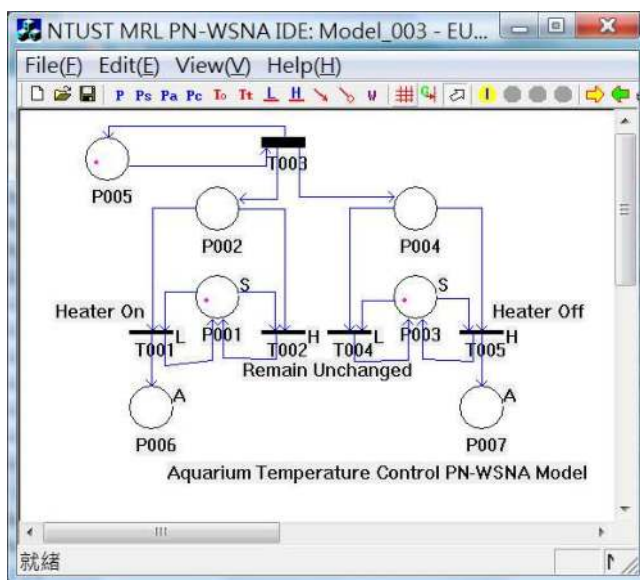 NTUST MRL PN-WSNA IDE: Model_003 - EU...
File(F) Edit(E) View(V) Help(H)
P Ps Pa Pc To Tt L H W G
T003
P005
P002
P004
S
S
Heater On
Heater Off
P001
P003
L
H
L
H
T001
T002
T004
T005
Remain Unchanged
A
A
P006
P007
Aquarium Temperature Control PN-WSNA Model
就緒